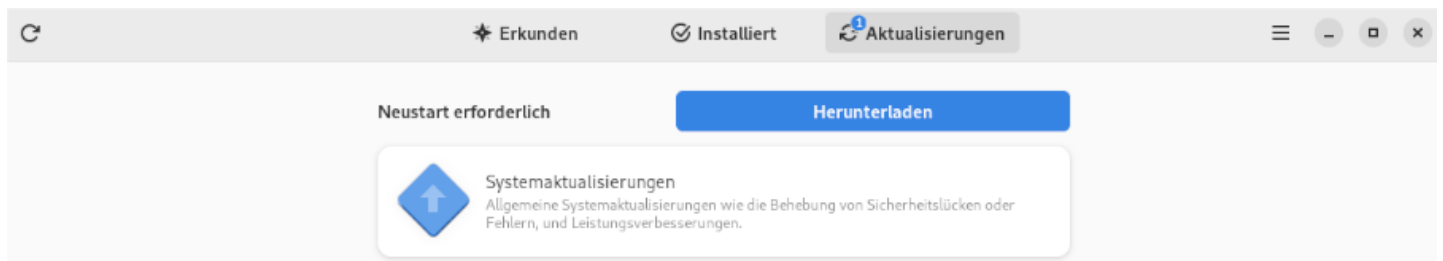 Erkunden
Installiert
1
Aktualisierungen
Neustart erforderlich
Herunterladen
Systemaktualisierungen
Allgemeine Systemaktualisierungen wie die Behebung von Sicherheitslücken oder
Fehlern, und Leistungsverbesserungen.